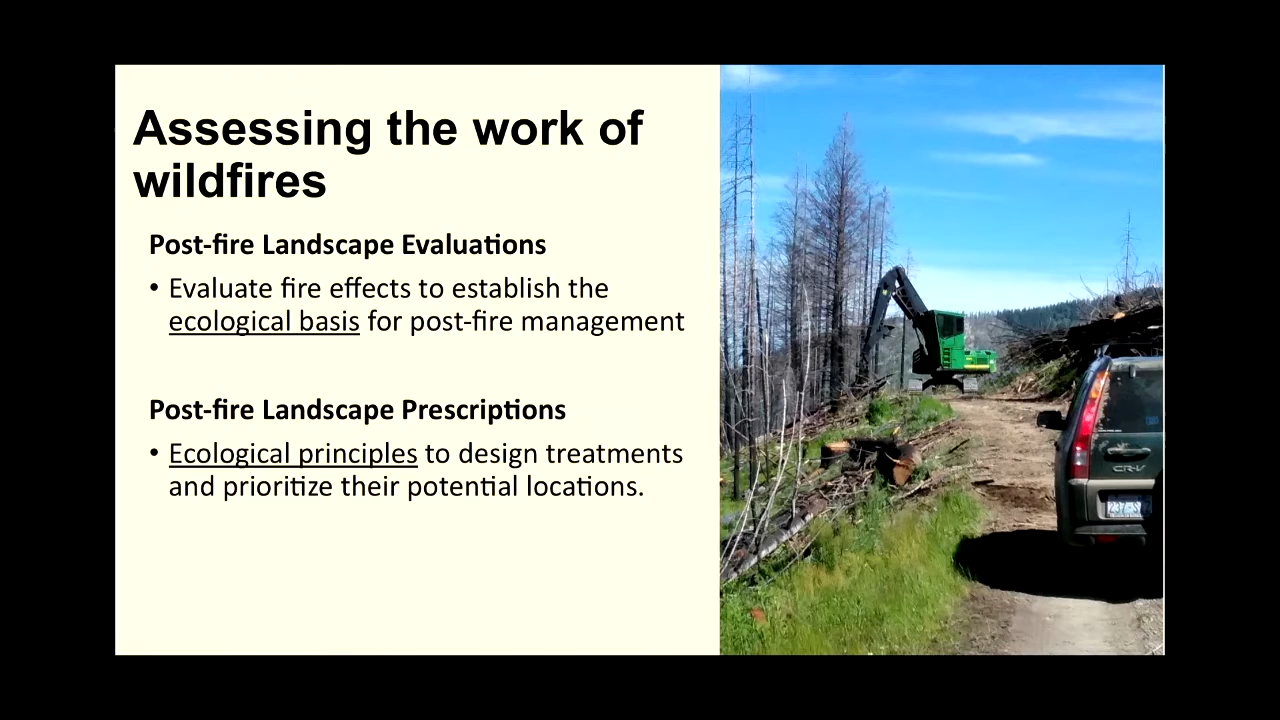 Assessing the work of
wildfires
Post-fire Landscape Evaluations
• Evaluate fire effects to establish the
ecological basis for post-fire management
Post-fire Landscape Prescriptions
• Ecological principles to design treatments
and prioritize their potential locations.
CR-V